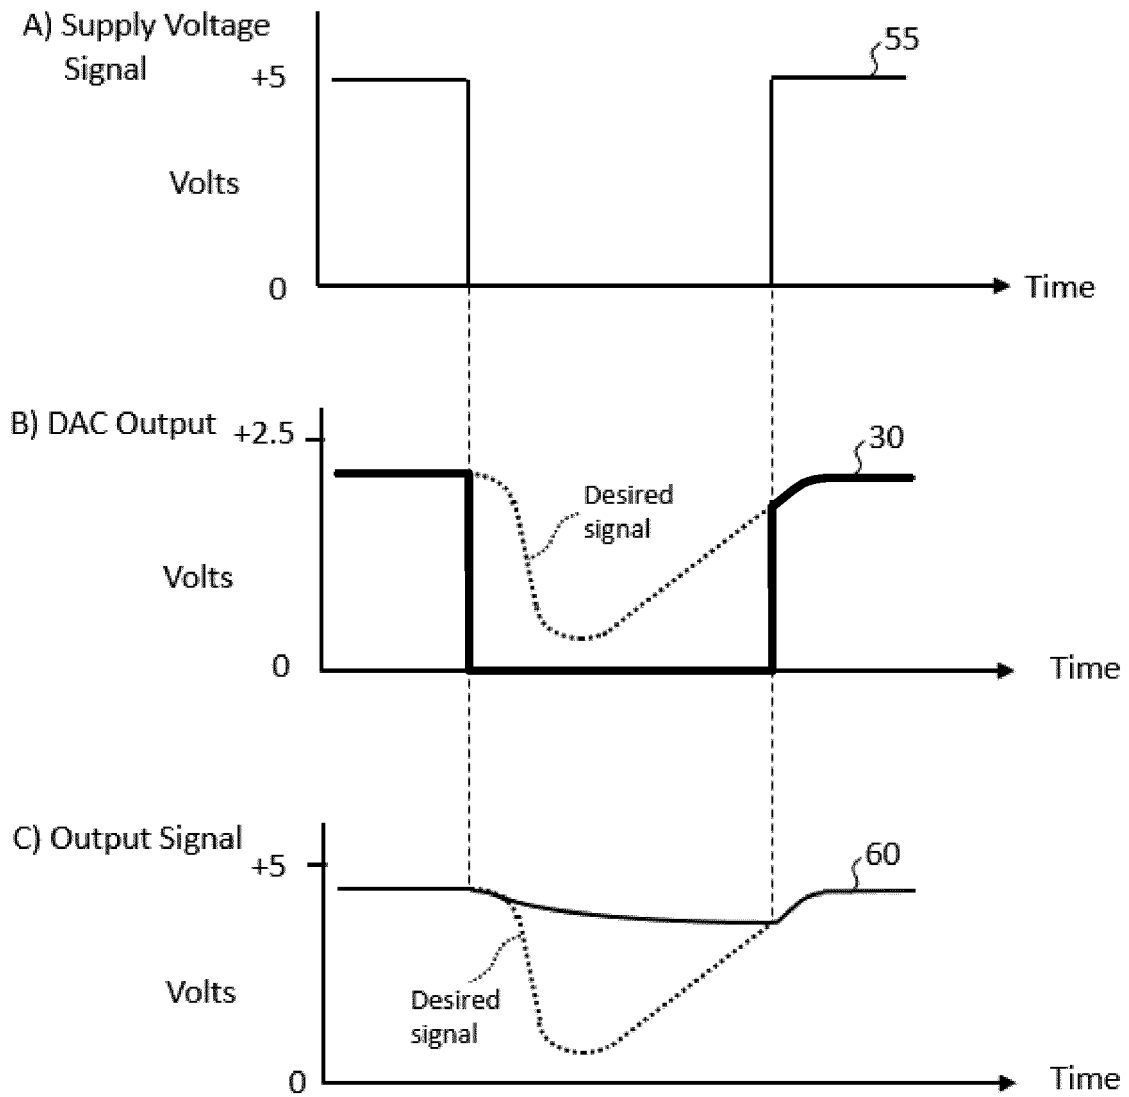 A) Supply Voltage
Signal
55
+5
Volts
0
Time
B) DAC Output
+2.5
30
Desired
signal
Volts
0
Time
C) Output Signal
+5
60
Volts
Desired
signal
0
Time